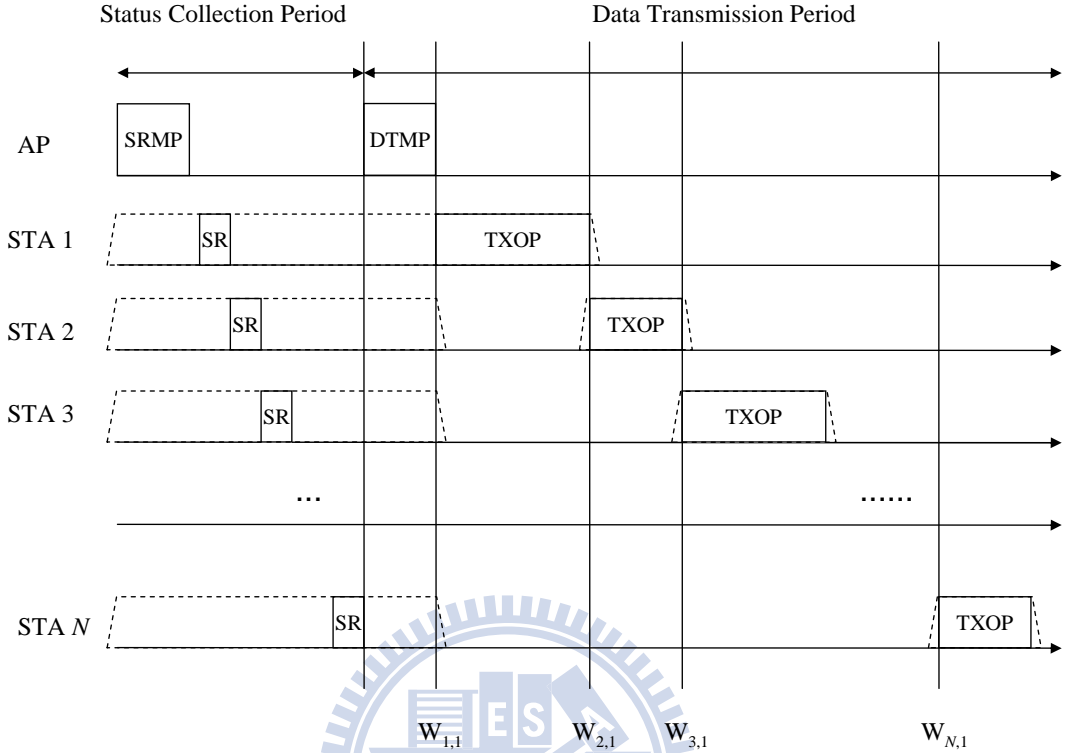 Status Collection Period Data Transmission Period
AP SRMP DTMP
STA 1 SR TXOP
STA 2 SR TXOP
STA 3 SR TXOP
... ......
STA N SR TXOP
E S
W1,1 W2,1 W3,1 WN,1